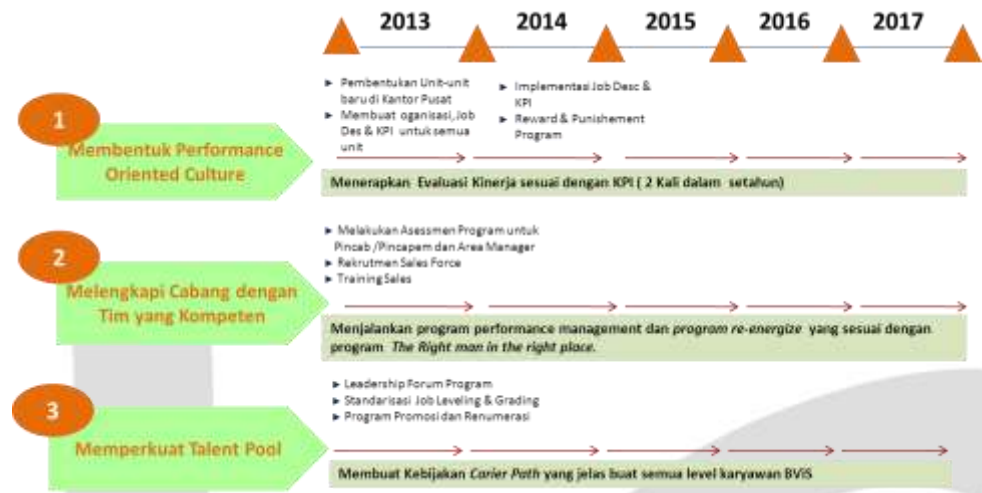 2013 2014 2015 2016 2017
1
Membentuk Performance
Oriented Culture
► Pembentukan Unit-unit
baru di Kantor Pusat
► Membuat oganisasi,Job
Des & KPI untuk semua
unit
► Implementasi Job Desc &
KPI
► Reward & Punishement
Program
Menerapkan Evaluasi Kinerja sesuai dengan KPI ( 2 Kali dalam setahun)
2
Melengkapi Cabang dengan
Tim yang Kompeten
► Melakukan Asessmen Program untuk
Pincab /Pincapem dan Area Manager
► Rekrutmen Sales Force
► Training Sales
Menjalankan program performance management dan program re-energize yang sesuai dengan
program The Right man in the right place.
3
Memperkuat Talent Pool
► Leadership Forum Program
► Standarisasi Job Leveling & Grading
► Program Promosi dan Renumerasi
Membuat Kebijakan Carier Path yang jelas buat semua level karyawan BViS